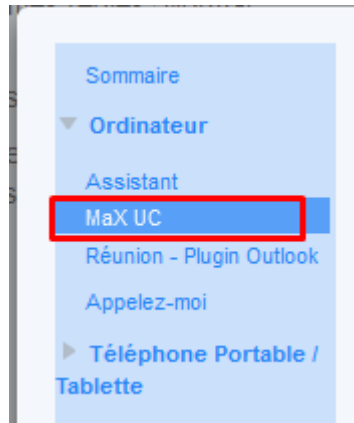 Sommaire
Ordinateur
Assistant
MaX UC
Réunion - Plugin Outlook
Appelez-moi
Téléphone Portable /
Tablette